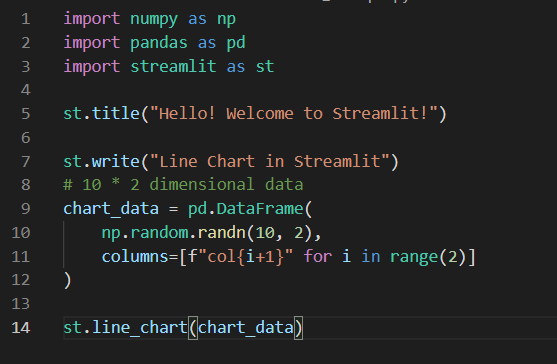 1 import numpy as np
2 import pandas as pd
3 import streamlit as st
4
5 st.title("Hello! Welcome to Streamlit!")
6
7 st.write("Line Chart in Streamlit")
8 # 10 * 2 dimensional data
9 chart_data = pd.DataFrame(
10     np.random.randn(10, 2),
11     columns=[f"col{i+1}" for i in range(2)]
12 )
13
14 st.line_chart(chart_data)